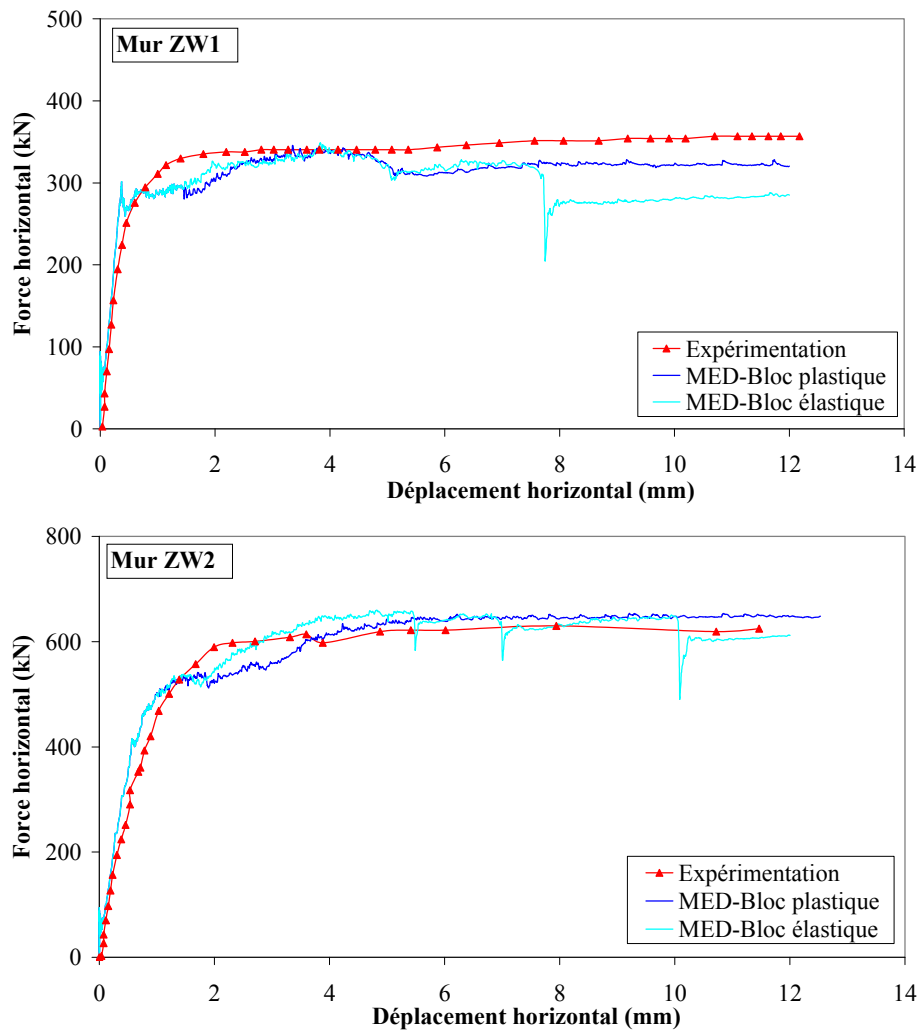 Mur ZW1
Force horizontal (kN)
500
400
300
200
100
0
0 2 4 6 8 10 12 14
Déplacement horizontal (mm)
Expérimentation
MED-Bloc plastique
MED-Bloc élastique
Mur ZW2
Force horizontal (kN)
800
600
400
200
0
0 2 4 6 8 10 12 14
Déplacement horizontal (mm)
Expérimentation
MED-Bloc plastique
MED-Bloc élastique